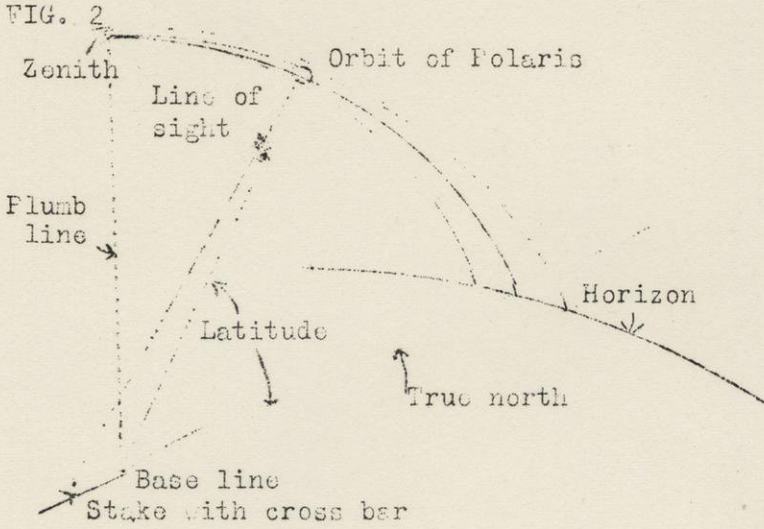 FIG. 2
Zenith
Orbit of Polaris
Line of
sight
Plumb
line
Horizon
Latitude
True north
Base line
Stake with cross bar